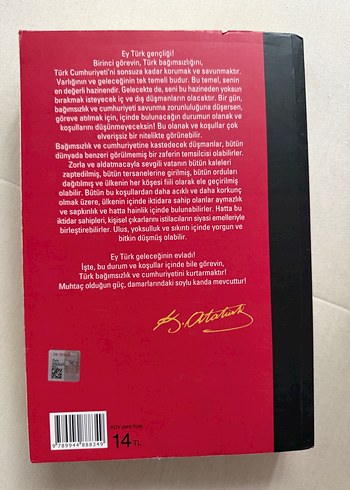 Ey Türk gençliği!
Birinci görevin, Türk bağımsızlığını,
Türk Cumhuriyeti'ni sonsuza kadar korumak ve savunmaktır.
Varlığının ve geleceğinin tek temeli budur. Bu temel, senin
en değerli hazinendir. Gelecekte de, seni bu hazineden yoksun
bırakmak isteyecek iç ve dış düşmanların olacaktır. Bir gün,
bağımsızlık ve cumhuriyeti savunma zorunluluğuna düşersen,
göreve atılmak için, içinde bulunacağın durumun olanak ve
koşullarını düşünmeyeceksin! Bu olanak ve koşullar çok
elverişsiz bir nitelikte görünebilir.
Bağımsızlık ve cumhuriyetine kastedecek düşmanlar, bütün
dünyada benzeri görülmemiş bir zaferin temsilcisi olabilirler.
Zorla ve aldatmacayla sevgili vatanın bütün kaleleri
zaptedilmiş, bütün tersanelerine girilmiş, bütün orduları
dağıtılmış ve ülkenin her köşesi fiili olarak ele geçirilmiş
olabilir. Bütün bu koşullardan daha acıklı ve daha korkunç
olmak üzere, ülkenin içinde iktidara sahip olanlar aymazlık
ve sapkınlık ve hatta hainlik içinde bulunabilirler. Hatta bu
iktidar sahipleri, kişisel çıkarlarını istilacıların siyasi emelleriyle
birleştirebilirler. Ulus, yoksulluk ve sıkıntı içinde yorgun ve
bitkin düşmüş olabilir.
Ey Türk geleceğinin evladı!
İşte, bu durum ve koşullar içinde bile görevin,
Türk bağımsızlık ve cumhuriyetini kurtarmaktır!
Muhtaç olduğun güç, damarlarındaki soylu kanda mevcuttur!
K. Atatürk
14 TL
9 789944 888349